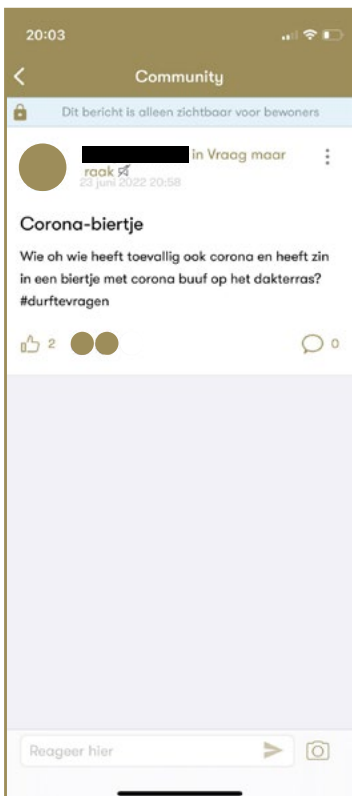 20:03
Community
Dit bericht is alleen zichtbaar voor bewoners
in Vraag maar
raak
23 juni 2022 20:58
Corona-biertje
Wie oh wie heeft toevallig ook corona en heeft zin
in een biertje met corona buuf op het dakterras?
#durftevragen
2
0
Reageer hier